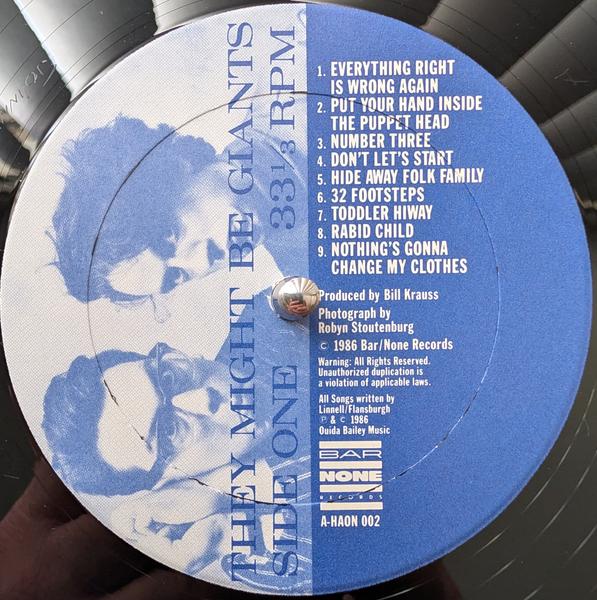 THEY MIGHT BE GIANTS
SIDE ONE 33 1/3 RPM
1. EVERYTHING RIGHT
IS WRONG AGAIN
2. PUT YOUR HAND INSIDE
THE PUPPET HEAD
3. NUMBER THREE
4. DON'T LET'S START
5. HIDE AWAY FOLK FAMILY
6. 32 FOOTSTEPS
7. TODDLER HIWAY
8. RABID CHILD
9. NOTHING'S GONNA
CHANGE MY CLOTHES
Produced by Bill Krauss
Photograph by
Robyn Stoutenburg
© 1986 Bar/None Records
Warning: All Rights Reserved.
Unauthorized duplication is
a violation of applicable laws.
All Songs written by
Linnell/Flansburgh
℗ & © 1986
Ouida Bailey Music
BAR
NONE
RECORDS
A-HAON 002